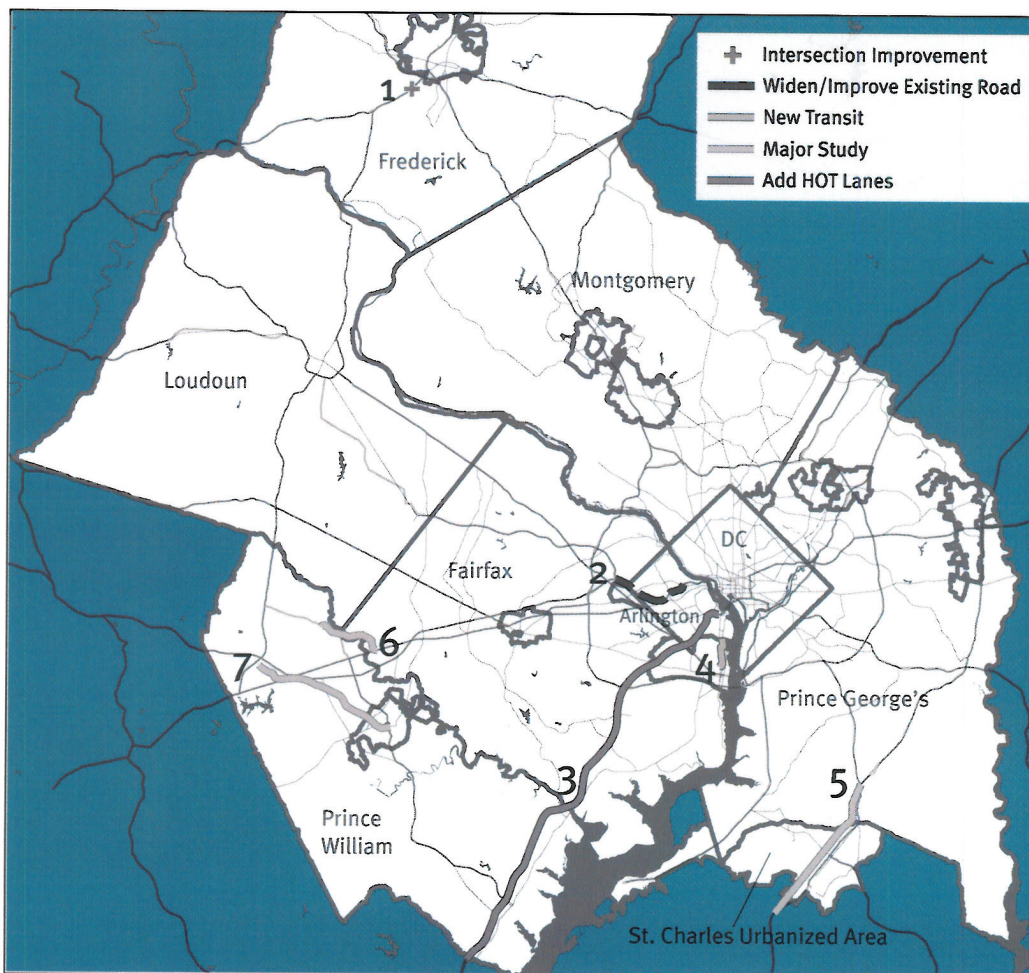 Intersection Improvement
Widen/Improve Existing Road
New Transit
Major Study
Add HOT Lanes
1
Frederick
Montgomery
Loudoun
DC
2
Fairfax
Arlington
6
4
7
Prince George's
3
5
Prince
William
St. Charles Urbanized Area